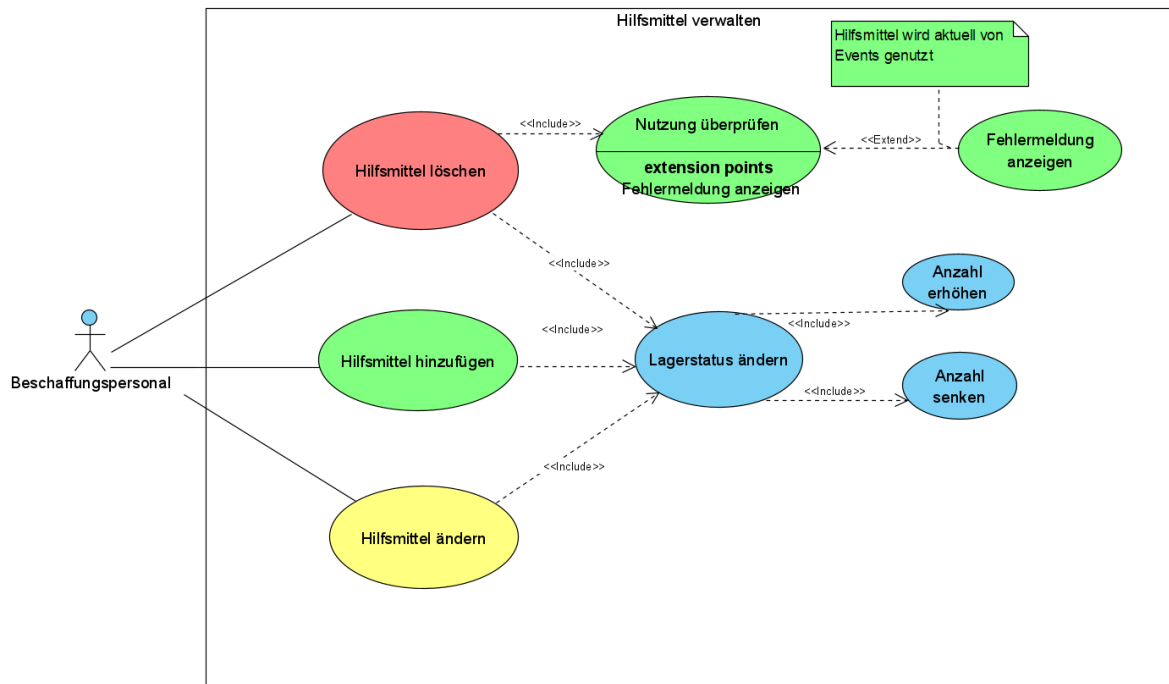 Hilfsmittel verwalten
Hilfsmittel wird aktuell von
Events genutzt
<<Include>>
Nutzung überprüfen
<<Extend>>
Fehlermeldung
anzeigen
Hilfsmittel löschen
extension points
Fehlermeldung anzeigen
<<Include>>
Anzahl
erhöhen
<<Include>>
<<Include>>
Hilfsmittel hinzufügen
Lagerstatus ändern
Beschaffungspersonal
<<Include>>
Anzahl
senken
<<Include>>
Hilfsmittel ändern